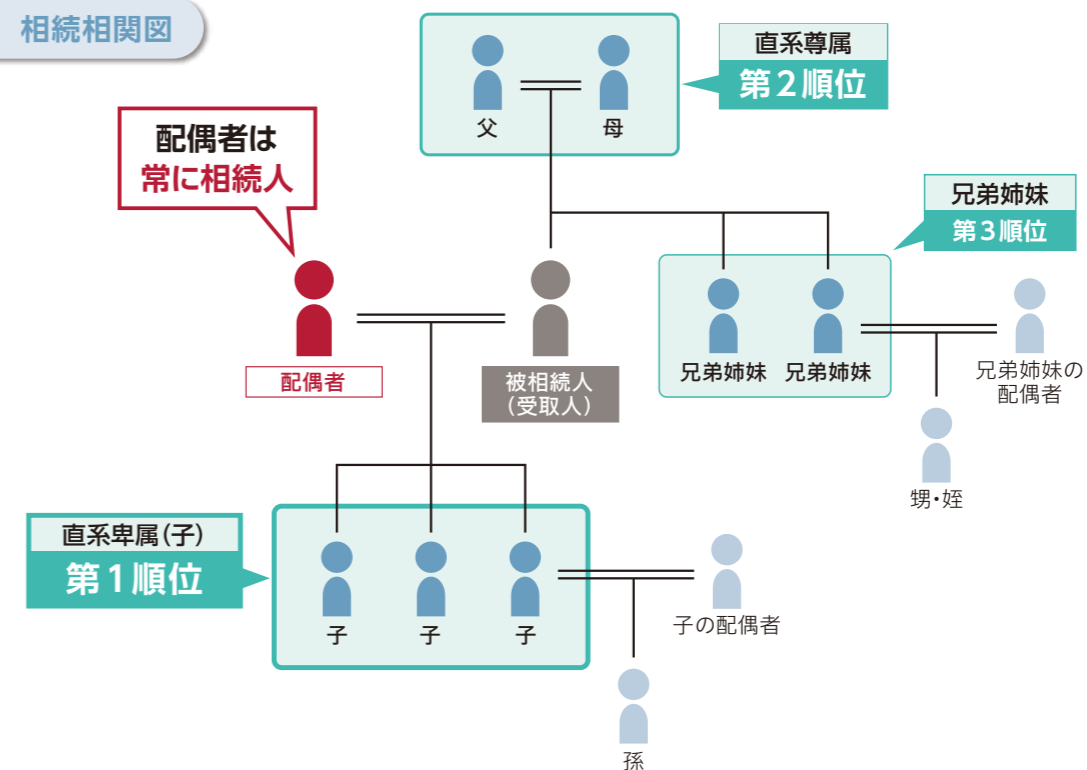 相続相関図
直系尊属
第2順位
父
母
配偶者は
常に相続人
兄弟姉妹
第3順位
配偶者
被相続人
(受取人)
兄弟姉妹
兄弟姉妹
兄弟姉妹の
配偶者
甥・姪
直系卑属(子)
第1順位
子
子
子
子の配偶者
孫